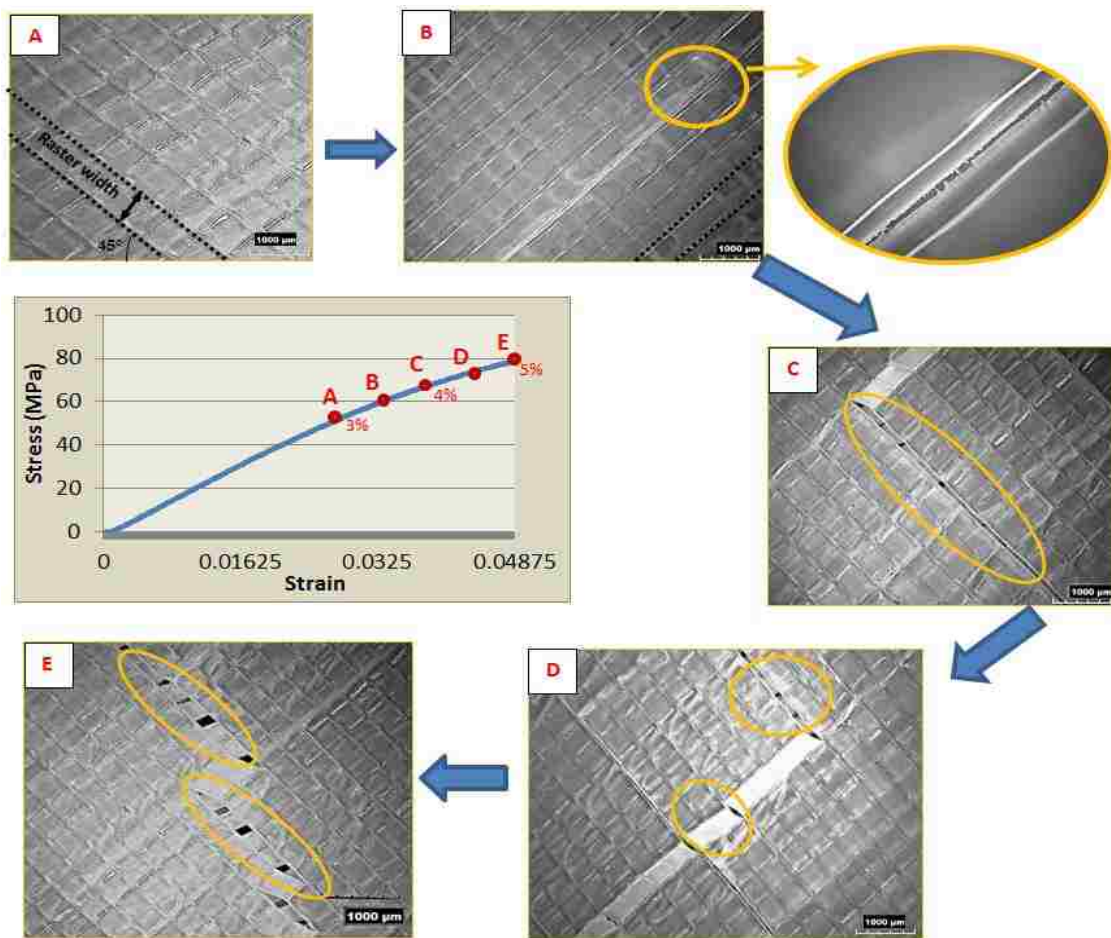 A
Raster width
45°
1000 µm
B
1000 µm
C
1000 µm
100
80
60
40
20
0
Stress (MPa)
A
B
C
D
E
3%
4%
5%
0
0.01625
0.0325
0.04875
Strain
E
1000 µm
D
1000 µm